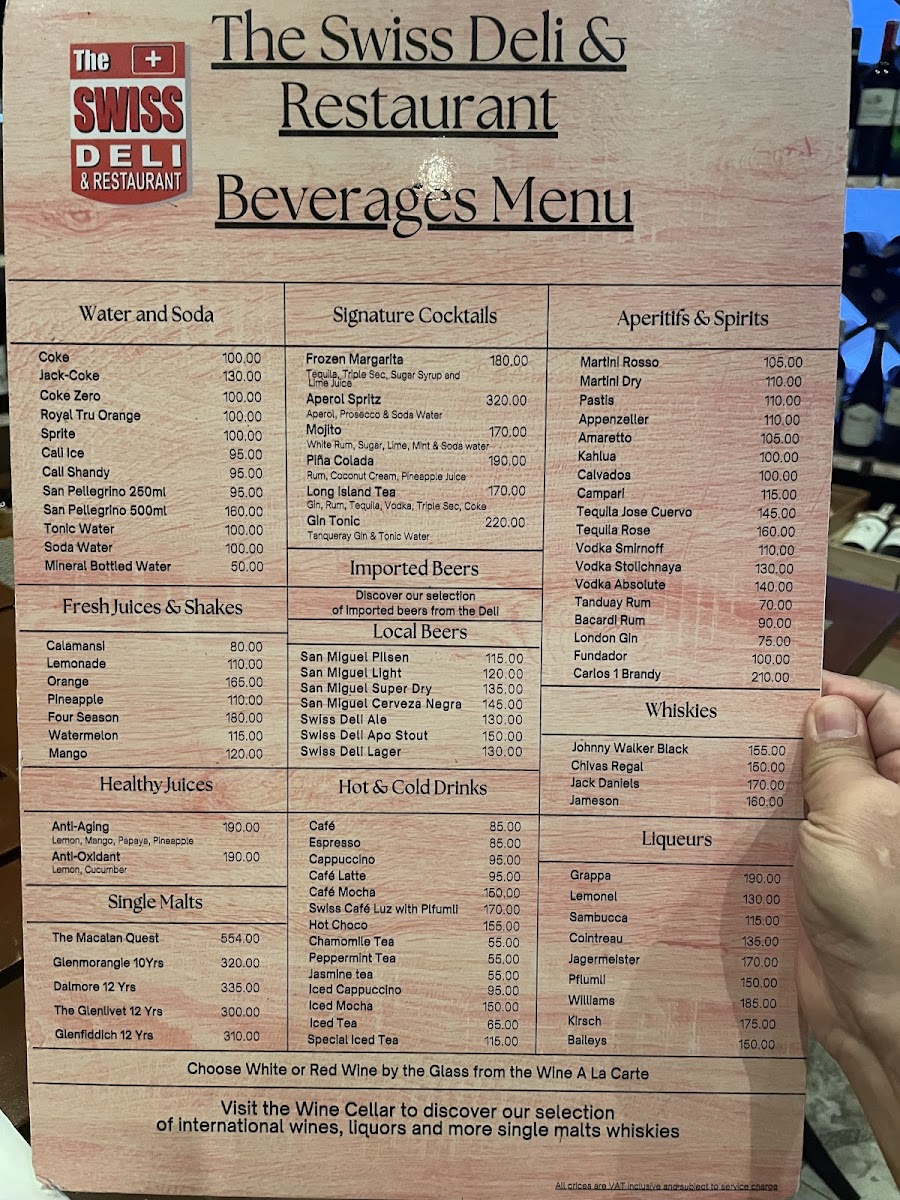 The
SWISS
DELI
& RESTAURANT
The Swiss Deli &
Restaurant
Beverages Menu
Water and Soda
Coke 100.00
Jack-Coke 130.00
Coke Zero 100.00
Royal Tru Orange 100.00
Sprite 100.00
Cali Ice 95.00
Cali Shandy 95.00
San Pellegrino 250ml 95.00
San Pellegrino 500ml 160.00
Tonic Water 100.00
Soda Water 100.00
Mineral Bottled Water 50.00
Fresh Juices & Shakes
Calamansi 80.00
Lemonade 110.00
Orange 165.00
Pineapple 110.00
Four Season 180.00
Watermelon 115.00
Mango 120.00
Healthy Juices
Anti-Aging 190.00
Lemon, Mango, Papaya, Pineapple
Anti-Oxidant 190.00
Lemon, Cucumber
Single Malts
The Macalan Quest 554.00
Glenmorangie 10Yrs 320.00
Dalmore 12 Yrs 335.00
The Glenlivet 12 Yrs 300.00
Glenfiddich 12 Yrs 310.00
Signature Cocktails
Frozen Margarita 180.00
Tequila, Triple Sec, Sugar Syrup and
Lime Juice
Aperol Spritz 320.00
Aperol, Prosecco & Soda Water
Mojito 170.00
White Rum, Sugar, Lime, Mint & Soda water
Piña Colada 190.00
Rum, Coconut Cream, Pineapple Juice
Long Island Tea 170.00
Gin, Rum, Tequila, Vodka, Triple Sec, Coke
Gin Tonic 220.00
Tanqueray Gin & Tonic Water
Imported Beers
Discover our selection
of Imported beers from the Deli
Local Beers
San Miguel Pilsen 115.00
San Miguel Light 120.00
San Miguel Super Dry 135.00
San Miguel Cerveza Negra 145.00
Swiss Deli Ale 130.00
Swiss Deli Apo Stout 150.00
Swiss Deli Lager 130.00
Hot & Cold Drinks
Café 85.00
Espresso 85.00
Cappuccino 95.00
Café Latte 95.00
Café Mocha 150.00
Swiss Café Luz with Plfumli 170.00
Hot Choco 155.00
Chamomile Tea 55.00
Peppermint Tea 55.00
Jasmine tea 55.00
Iced Cappuccino 95.00
Iced Mocha 150.00
Iced Tea 65.00
Special Iced Tea 115.00
Aperitifs & Spirits
Martini Rosso 105.00
Martini Dry 110.00
Pastis 110.00
Appenzeller 110.00
Amaretto 105.00
Kahlua 100.00
Calvados 100.00
Campari 115.00
Tequila Jose Cuervo 145.00
Tequila Rose 160.00
Vodka Smirnoff 110.00
Vodka Stolichnaya 130.00
Vodka Absolute 140.00
Tanduay Rum 70.00
Bacardi Rum 90.00
London Gin 75.00
Fundador 100.00
Carlos 1 Brandy 210.00
Whiskies
Johnny Walker Black 155.00
Chivas Regal 150.00
Jack Daniels 170.00
Jameson 160.00
Liqueurs
Grappa 190.00
Lemonel 130.00
Sambucca 115.00
Cointreau 135.00
Jagermeister 170.00
Pflumli 150.00
Williams 185.00
Kirsch 175.00
Baileys 150.00
Choose White or Red Wine by the Glass from the Wine A La Carte
Visit the Wine Cellar to discover our selection
of international wines, liquors and more single malts whiskies
All prices are VAT inclusive and subject to service charge